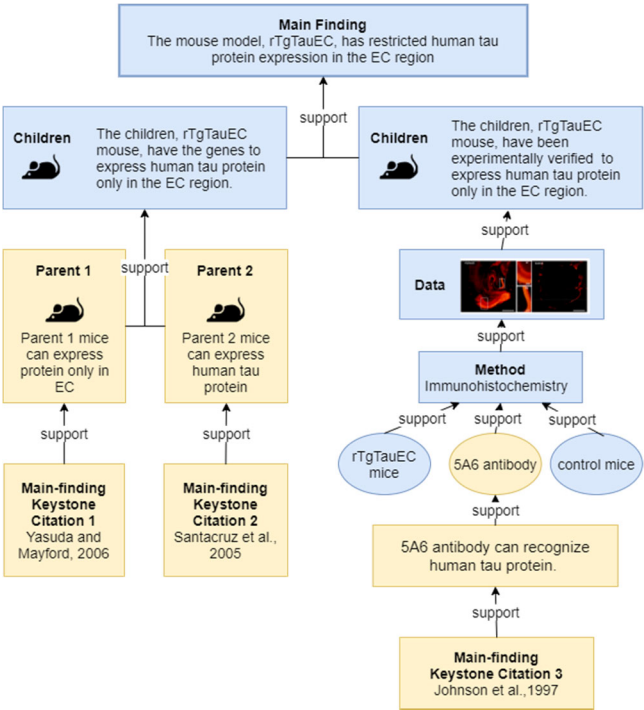 Main Finding
The mouse model, rTgTauEC, has restricted human tau
protein expression in the EC region
support
Children
The children, rTgTauEC
mouse, have the genes to
express human tau protein
only in the EC region.
Children
The children, rTgTauEC
mouse, have been
experimentally verified to
express human tau protein
only in the EC region.
support
support
Parent 1
Parent 1 mice
can express
protein only in
EC
Parent 2
Parent 2 mice
can express
human tau
protein
Data
support
Method
Immunohistochemistry
support
support
support
support
support
rTgTauEC
mice
5A6 antibody
control mice
Main-finding
Keystone
Citation 1
Yasuda and
Mayford, 2006
Main-finding
Keystone
Citation 2
Santacruz et al.,
2005
support
5A6 antibody can recognize
human tau protein.
support
Main-finding
Keystone Citation 3
Johnson et al.,1997